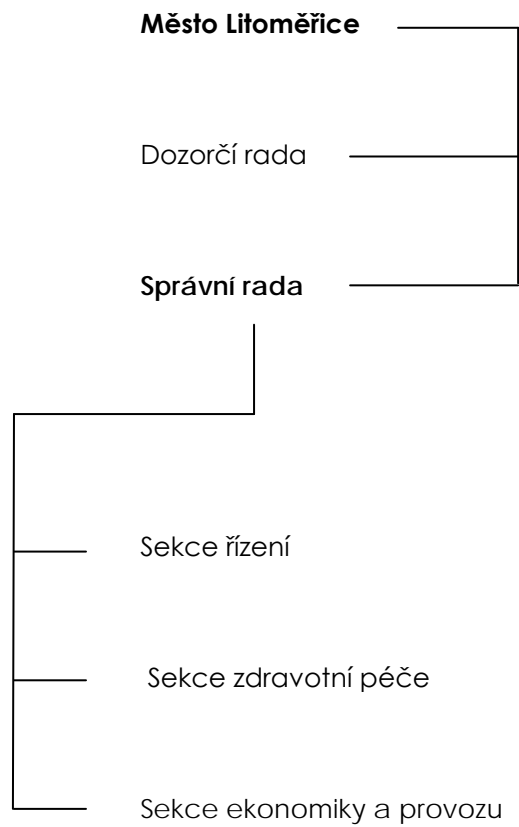 Město Litoměřice
Dozorčí rada
Správní rada
Sekce řízení
Sekce zdravotní péče
Sekce ekonomiky a provozu